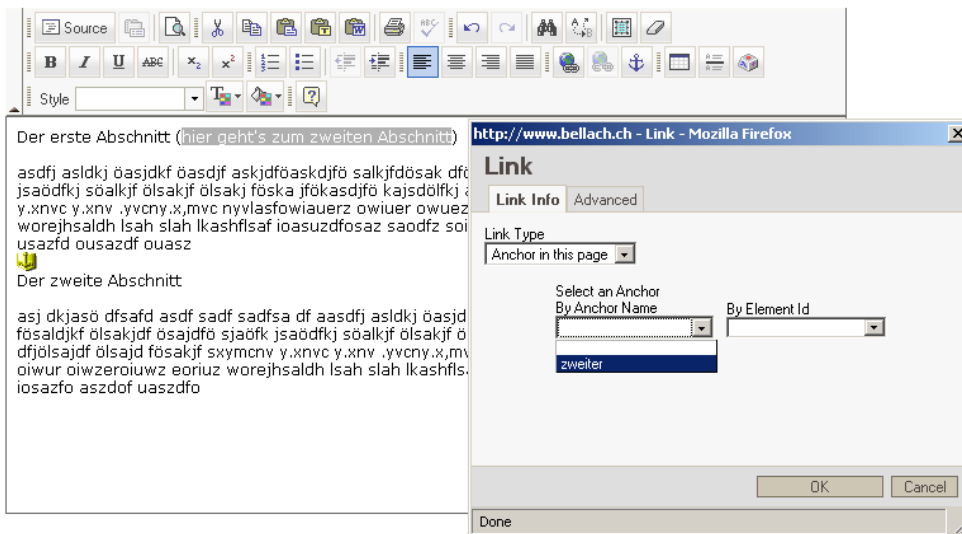 Source
ABC
B I U ABC x₂ x²
Style
Der erste Abschnitt (hier geht's zum zweiten Abschnitt)
asdfj asldkj öasjdkf öasdjf askjdföaskdjfö salkjfdösak
jsaödfkj söalkjf ölsakjf ölsakj föska jfökasdjfö kajsdölfkj
y.xnvc y.xnv .yvcny.x,mvc nyvlasfowiauerz owiuer
worejhsaldh lsah slah lkashflsaf ioasuzdfosaz saodfz
usazfd ousazdf ouasz
Der zweite Abschnitt
asj dkjasö dfsafd asdf sadf sadfsa df aasdfj asldkj
fösaldjkf ölsakjdf ösajdfö sjaöfk jsaödfkj söalkjf ölsakjf
dfjölsajdf ölsajd fösakjf sxymcnv y.xnvc y.xnv .yvcny.x,
oiwur oiwzeroiuwz eoriuz worejhsaldh lsah slah
iosazfo aszdof uaszdfo
http://www.bellach.ch - Link - Mozilla Firefox
Link
Link Info Advanced
Link Type
Anchor in this page
Select an Anchor
By Anchor Name By Element Id
zweiter
OK Cancel
Done